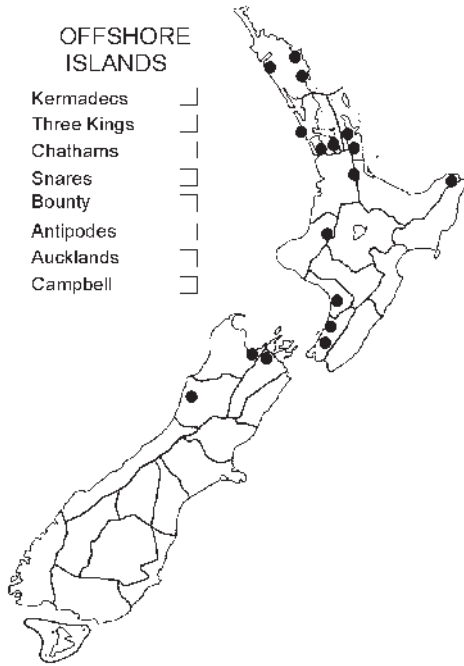 OFFSHORE
ISLANDS
Kermadecs
Three Kings
Chathams
Snares
Bounty
Antipodes
Aucklands
Campbell